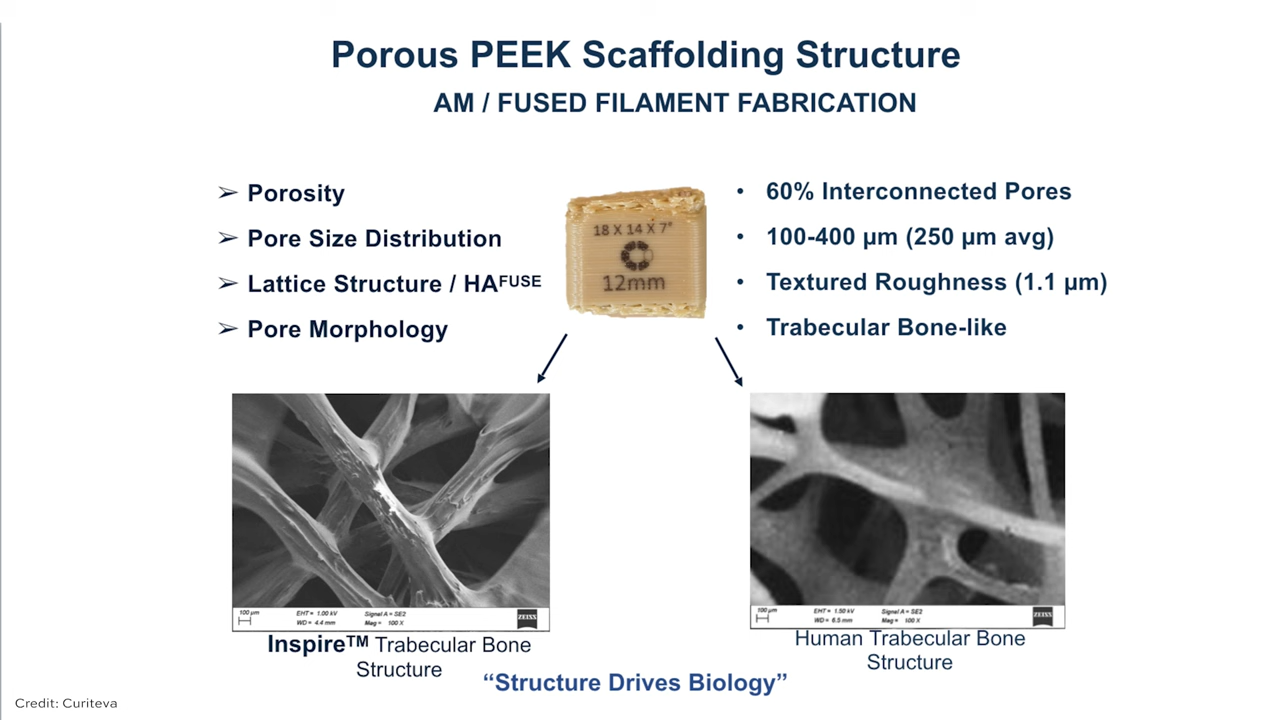 Porous PEEK Scaffolding Structure
AM / FUSED FILAMENT FABRICATION
➢ Porosity
➢ Pore Size Distribution
➢ Lattice Structure / HAFUSE
➢ Pore Morphology
18 X 14 X 7°
12mm
• 60% Interconnected Pores
• 100-400 µm (250 µm avg)
• Textured Roughness (1.1 µm)
• Trabecular Bone-like
100 µm
EHT = 1.00 kV
WD = 4.4 mm
Signal A = SE2
Mag = 100 X
ZEISS
Inspire™ Trabecular Bone
Structure
100 µm
EHT = 1.50 kV
WD = 6.5 mm
Signal A = SE2
Mag = 100 X
ZEISS
Human Trabecular Bone
Structure
“Structure Drives Biology”
Credit: Curiteva